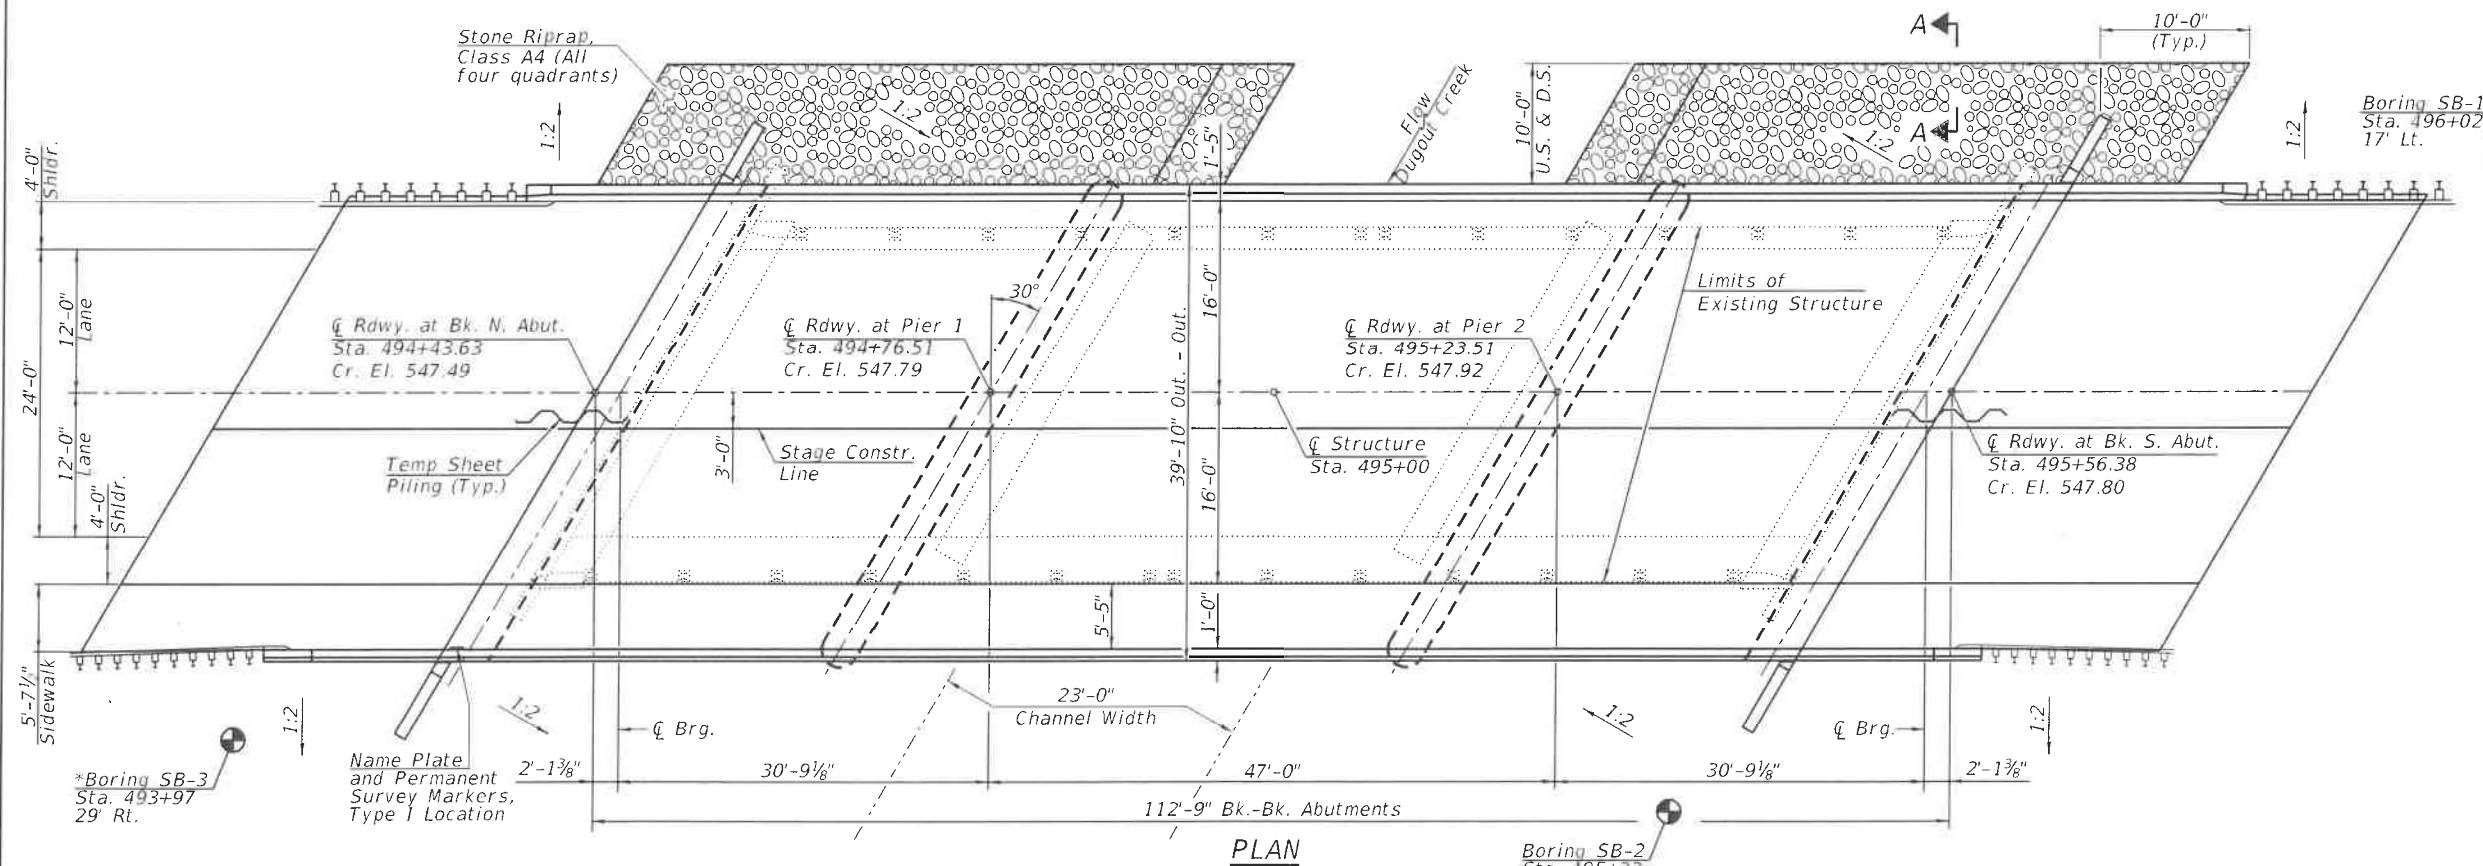 Stone Riprap,
Class A4 (All
four quadrants)
1:2
1:2
Flow
Dugout Creek
10'-0"
U.S. & D.S.
A
A
1:2
10'-0"
(Typ.)
1:2
Boring SB-1
Sta. 496+02
17' Lt.
4'-0"
Shldr.
1'-5"
12'-0"
Lane
24'-0"
12'-0"
Lane
4'-0"
Shldr.
5'-7½"
Sidewalk
℄ Rdwy. at Bk. N. Abut.
Sta. 494+43.63
Cr. El. 547.49
℄ Rdwy. at Pier 1
Sta. 494+76.51
Cr. El. 547.79
30°
39'-10" Out. - Out.
16'-0"
16'-0"
℄ Rdwy. at Pier 2
Sta. 495+23.51
Cr. El. 547.92
Limits of
Existing Structure
Temp Sheet
Piling (Typ.)
3'-0"
Stage Constr.
Line
℄ Structure
Sta. 495+00
℄ Rdwy. at Bk. S. Abut.
Sta. 495+56.38
Cr. El. 547.80
5'-5"
1'-0"
*Boring SB-3
Sta. 493+97
29' Rt.
1:2
Name Plate
and Permanent
Survey Markers,
Type I Location
1:2
℄ Brg.
23'-0"
Channel Width
1:2
℄ Brg.
1:2
2'-1⅜"
30'-9⅛"
47'-0"
30'-9⅛"
2'-1⅜"
112'-9" Bk.-Bk. Abutments
PLAN
Boring SB-2